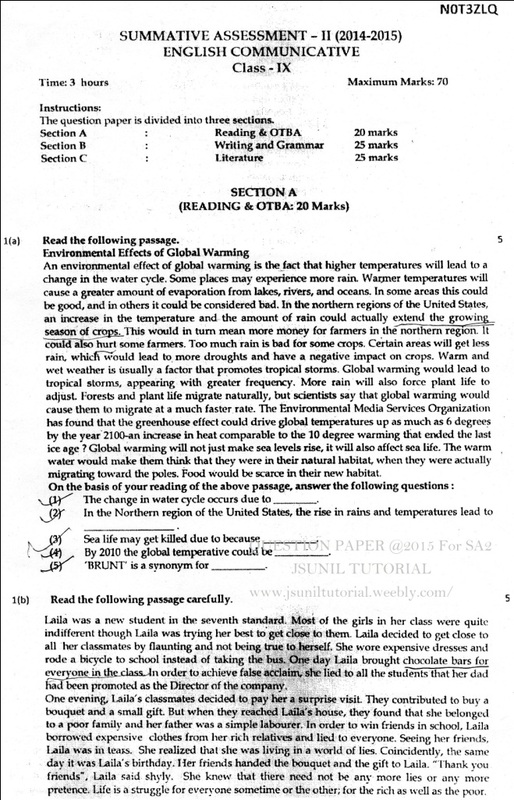 N0T3ZLQ
SUMMATIVE ASSESSMENT – II (2014-2015)
ENGLISH COMMUNICATIVE
Class - IX
Time: 3 hours Maximum Marks: 70
Instructions:
The question paper is divided into three sections.
Section A : Reading & OTBA 20 marks
Section B : Writing and Grammar 25 marks
Section C : Literature 25 marks
SECTION A
(READING & OTBA: 20 Marks)
1(a) Read the following passage. 5
Environmental Effects of Global Warming
An environmental effect of global warming is the fact that higher temperatures will lead to a
change in the water cycle. Some places may experience more rain. Warmer temperatures will
cause a greater amount of evaporation from lakes, rivers, and oceans. In some areas this could
be good, and in others it could be considered bad. In the northern regions of the United States,
an increase in the temperature and the amount of rain could actually extend the growing
season of crops. This would in turn mean more money for farmers in the northern region. It
could also hurt some farmers. Too much rain is bad for some crops. Certain areas will get less
rain, which would lead to more droughts and have a negative impact on crops. Warm and
wet weather is usually a factor that promotes tropical storms. Global warming would lead to
tropical storms, appearing with greater frequency. More rain will also force plant life to
adjust. Forests and plant life migrate naturally, but scientists say that global warming would
cause them to migrate at a much faster rate. The Environmental Media Services Organization
has found that the greenhouse effect could drive global temperatures up as much as 6 degrees
by the year 2100-an increase in heat comparable to the 10 degree warming that ended the last
ice age ? Global warming will not just make sea levels rise, it will also affect sea life. The warm
water would make them think that they were in their natural habitat, when they were actually
migrating toward the poles. Food would be scarce in their new habitat.
On the basis of your reading of the above passage, answer the following questions :
(1) The change in water cycle occurs due to ________.
(2) In the Northern region of the United States, the rise in rains and temperatures lead to
________.
(3) Sea life may get killed due to because ________
(4) By 2010 the global temperative could be ________.
QUESTION PAPER @2015 For SA2
(5) 'BRUNT' is a synonym for ________.
JSUNIL TUTORIAL
www.jsuniltutorial.weebly.com/
1(b) Read the following passage carefully. 5
Laila was a new student in the seventh standard. Most of the girls in her class were quite
indifferent though Laila was trying her best to get close to them. Laila decided to get close to
all her classmates by flaunting and not being true to herself. She wore expensive dresses and
rode a bicycle to school instead of taking the bus. One day Laila brought chocolate bars for
everyone in the class. In order to achieve false acclaim, she lied to all the students that her dad
had been promoted as the Director of the company.
One evening, Laila's classmates decided to pay her a surprise visit. They contributed to buy a
bouquet and a small gift. But when they reached Laila's house, they found that she belonged
to a poor family and her father was a simple labourer. In order to win friends in school, Laila
borrowed expensive clothes from her rich relatives and lied to everyone. Seeing her friends,
Laila was in tears. She realized that she was living in a world of lies. Coincidently, the same
day it was Laila's birthday. Her friends handed the bouquet and the gift to Laila. "Thank you
friends", Laila said shyly. She knew that there need not be any more lies or any more
pretence. Life is a struggle for everyone sometime or the other; for the rich as well as the poor.